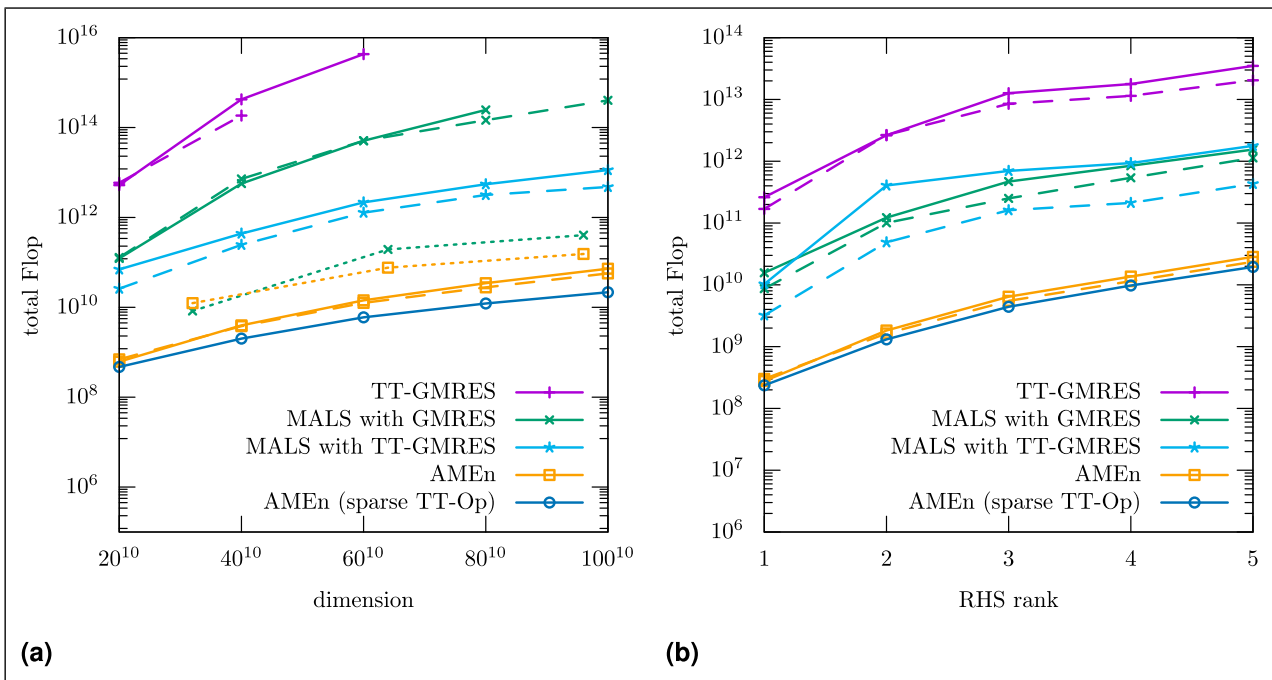 10^16
10^14
10^12
10^10
10^8
10^6
total Flop
TT-GMRES
MALS with GMRES
MALS with TT-GMRES
AMEn
AMEn (sparse TT-Op)
20^10 40^10 60^10 80^10 100^10
dimension
(a)
10^14
10^13
10^12
10^11
10^10
10^9
10^8
10^7
10^6
total Flop
TT-GMRES
MALS with GMRES
MALS with TT-GMRES
AMEn
AMEn (sparse TT-Op)
1 2 3 4 5
RHS rank
(b)